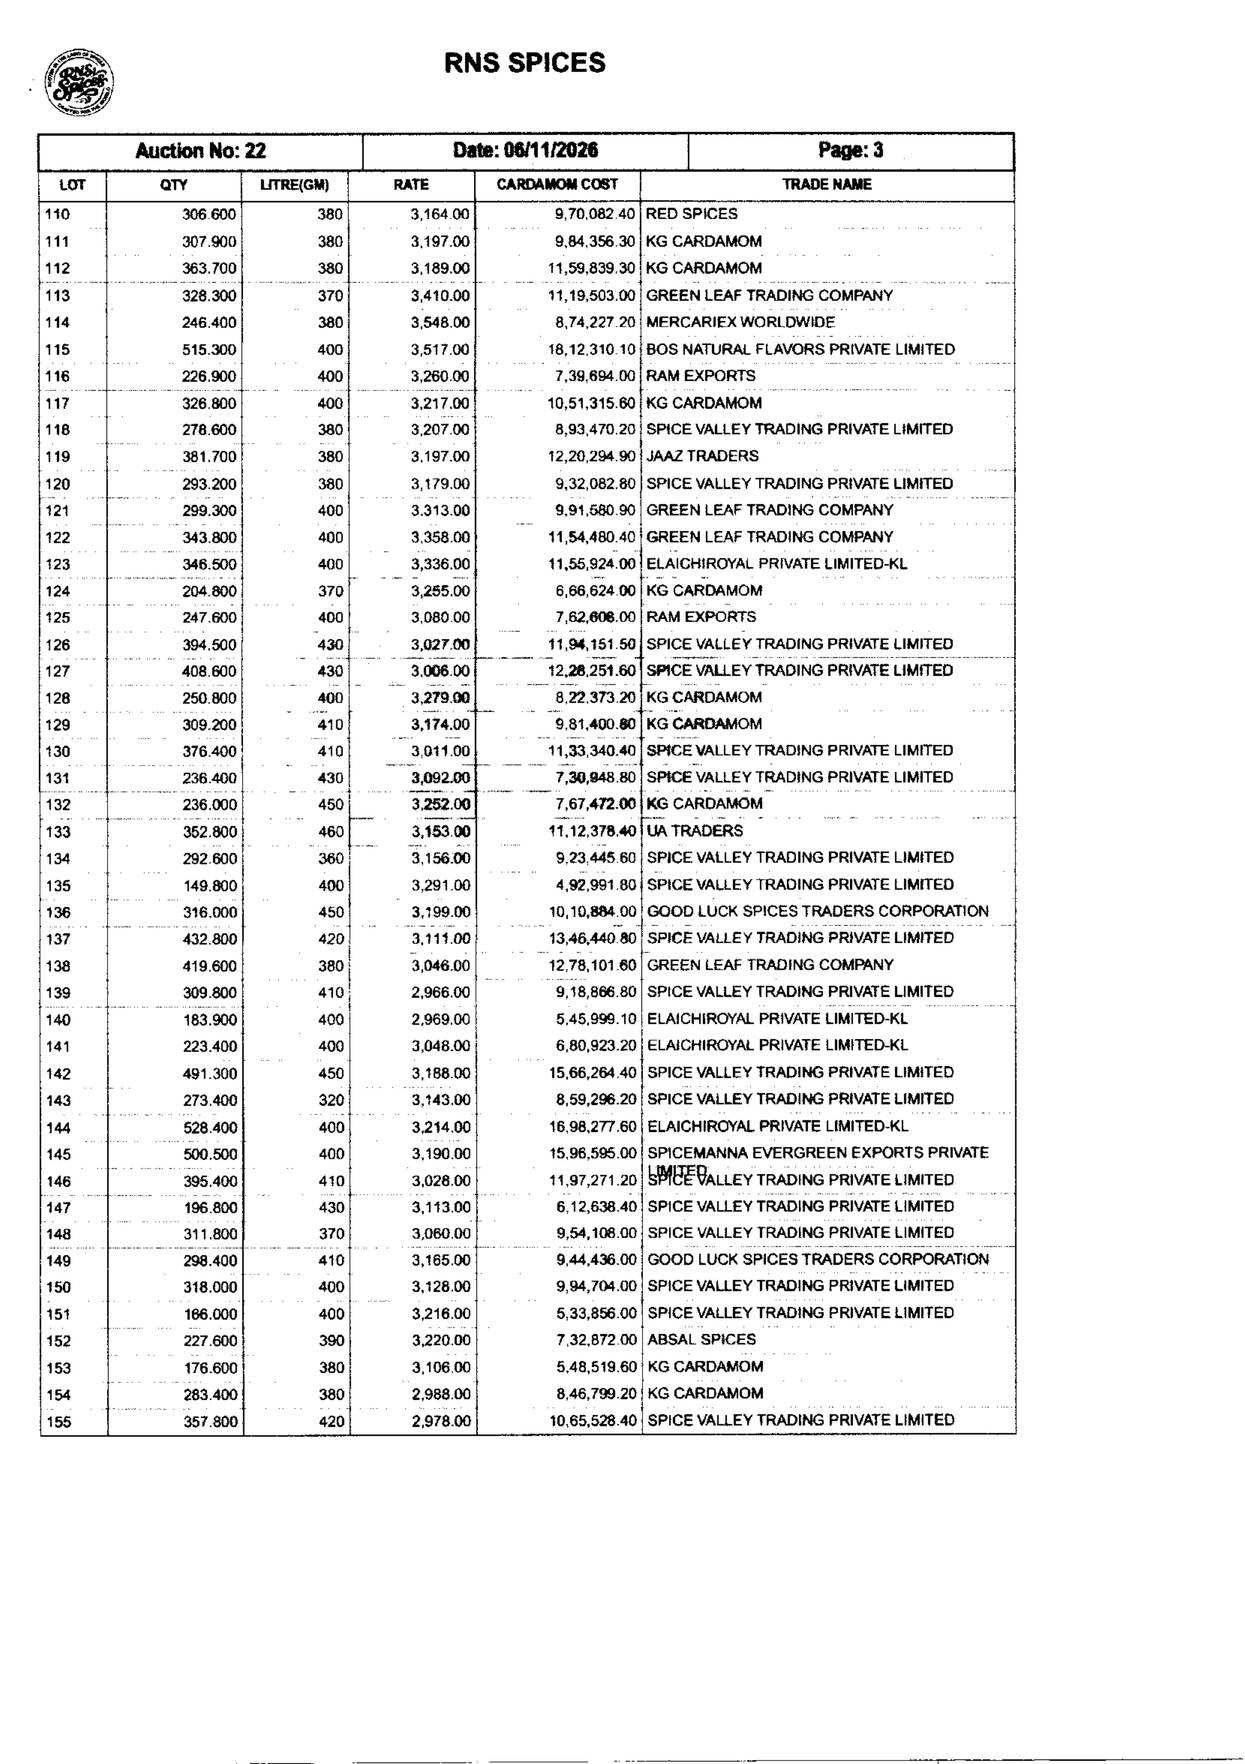 RNS Spices
RNS SPICES
Auction No: 22 Date: 06/11/2026 Page: 3
LOT QTY LITRE(GM) RATE CARDAMOM COST TRADE NAME
110 306.600 380 3,164.00 9,70,082.40 RED SPICES
111 307.900 380 3,197.00 9,84,356.30 KG CARDAMOM
112 363.700 380 3,189.00 11,59,839.30 KG CARDAMOM
113 328.300 370 3,410.00 11,19,503.00 GREEN LEAF TRADING COMPANY
114 246.400 380 3,548.00 8,74,227.20 MERCARIEX WORLDWIDE
115 515.300 400 3,517.00 18,12,310.10 BOS NATURAL FLAVORS PRIVATE LIMITED
116 226.900 400 3,260.00 7,39,694.00 RAM EXPORTS
117 326.800 400 3,217.00 10,51,315.60 KG CARDAMOM
118 278.600 380 3,207.00 8,93,470.20 SPICE VALLEY TRADING PRIVATE LIMITED
119 381.700 380 3,197.00 12,20,294.90 JAAZ TRADERS
120 293.200 380 3,179.00 9,32,082.80 SPICE VALLEY TRADING PRIVATE LIMITED
121 299.300 400 3,313.00 9,91,580.90 GREEN LEAF TRADING COMPANY
122 343.800 400 3,358.00 11,54,480.40 GREEN LEAF TRADING COMPANY
123 346.500 400 3,336.00 11,55,924.00 ELAICHIROYAL PRIVATE LIMITED-KL
124 204.800 370 3,255.00 6,66,624.00 KG CARDAMOM
125 247.600 400 3,080.00 7,62,608.00 RAM EXPORTS
126 394.500 430 3,027.00 11,94,151.50 SPICE VALLEY TRADING PRIVATE LIMITED
127 408.600 430 3,006.00 12,28,251.60 SPICE VALLEY TRADING PRIVATE LIMITED
128 250.800 400 3,279.00 8,22,373.20 KG CARDAMOM
129 309.200 410 3,174.00 9,81,400.80 KG CARDAMOM
130 376.400 410 3,011.00 11,33,340.40 SPICE VALLEY TRADING PRIVATE LIMITED
131 236.400 430 3,092.00 7,30,948.80 SPICE VALLEY TRADING PRIVATE LIMITED
132 236.000 450 3,252.00 7,67,472.00 KG CARDAMOM
133 352.800 460 3,153.00 11,12,378.40 UA TRADERS
134 292.600 360 3,156.00 9,23,445.60 SPICE VALLEY TRADING PRIVATE LIMITED
135 149.800 400 3,291.00 4,92,991.80 SPICE VALLEY TRADING PRIVATE LIMITED
136 316.000 450 3,199.00 10,10,884.00 GOOD LUCK SPICES TRADERS CORPORATION
137 432.800 420 3,111.00 13,46,440.80 SPICE VALLEY TRADING PRIVATE LIMITED
138 419.600 380 3,046.00 12,78,101.60 GREEN LEAF TRADING COMPANY
139 309.800 410 2,966.00 9,18,866.80 SPICE VALLEY TRADING PRIVATE LIMITED
140 183.900 400 2,969.00 5,45,999.10 ELAICHIROYAL PRIVATE LIMITED-KL
141 223.400 400 3,048.00 6,80,923.20 ELAICHIROYAL PRIVATE LIMITED-KL
142 491.300 450 3,188.00 15,66,264.40 SPICE VALLEY TRADING PRIVATE LIMITED
143 273.400 320 3,143.00 8,59,296.20 SPICE VALLEY TRADING PRIVATE LIMITED
144 528.400 400 3,214.00 16,98,277.60 ELAICHIROYAL PRIVATE LIMITED-KL
145 500.500 400 3,190.00 15,96,595.00 SPICEMANNA EVERGREEN EXPORTS PRIVATE
LIMITED
146 395.400 410 3,028.00 11,97,271.20 SPICE VALLEY TRADING PRIVATE LIMITED
147 196.800 430 3,113.00 6,12,638.40 SPICE VALLEY TRADING PRIVATE LIMITED
148 311.800 370 3,060.00 9,54,108.00 SPICE VALLEY TRADING PRIVATE LIMITED
149 298.400 410 3,165.00 9,44,436.00 GOOD LUCK SPICES TRADERS CORPORATION
150 318.000 400 3,128.00 9,94,704.00 SPICE VALLEY TRADING PRIVATE LIMITED
151 166.000 400 3,216.00 5,33,856.00 SPICE VALLEY TRADING PRIVATE LIMITED
152 227.600 390 3,220.00 7,32,872.00 ABSAL SPICES
153 176.600 380 3,106.00 5,48,519.60 KG CARDAMOM
154 283.400 380 2,988.00 8,46,799.20 KG CARDAMOM
155 357.800 420 2,978.00 10,65,528.40 SPICE VALLEY TRADING PRIVATE LIMITED